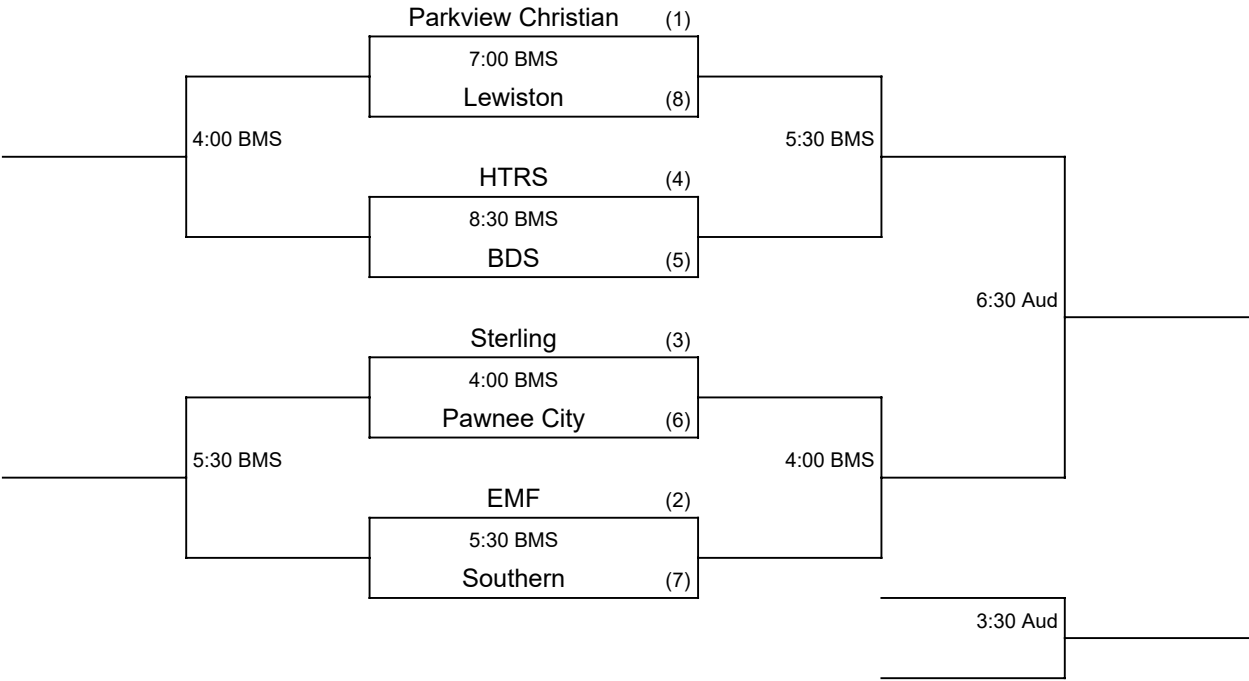 Parkview Christian (1)
7:00 BMS
Lewiston (8)
4:00 BMS
5:30 BMS
HTRS (4)
8:30 BMS
BDS (5)
6:30 Aud
Sterling (3)
4:00 BMS
Pawnee City (6)
5:30 BMS
4:00 BMS
EMF (2)
5:30 BMS
Southern (7)
3:30 Aud